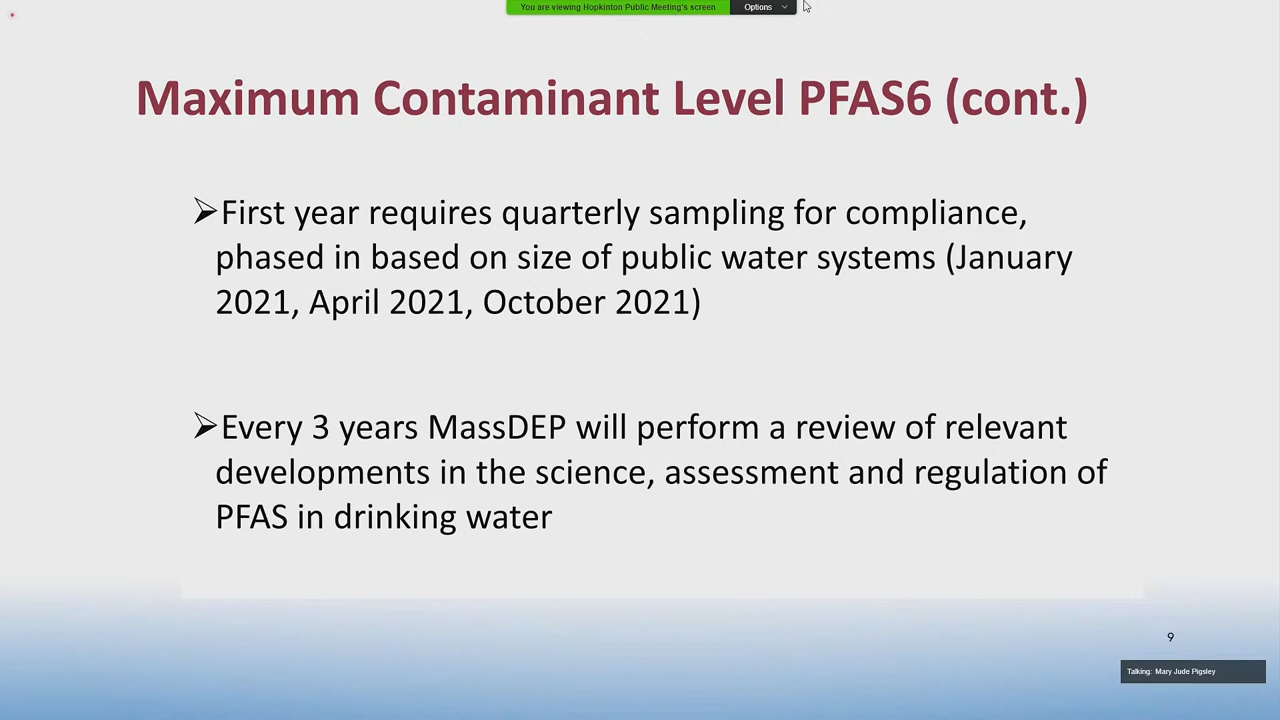 You are viewing Hopkinton Public Meeting's screen
Options
Maximum Contaminant Level PFAS6 (cont.)
➢First year requires quarterly sampling for compliance,
phased in based on size of public water systems (January
2021, April 2021, October 2021)
➢Every 3 years MassDEP will perform a review of relevant
developments in the science, assessment and regulation of
PFAS in drinking water
9
Talking: Mary Jude Pigsley